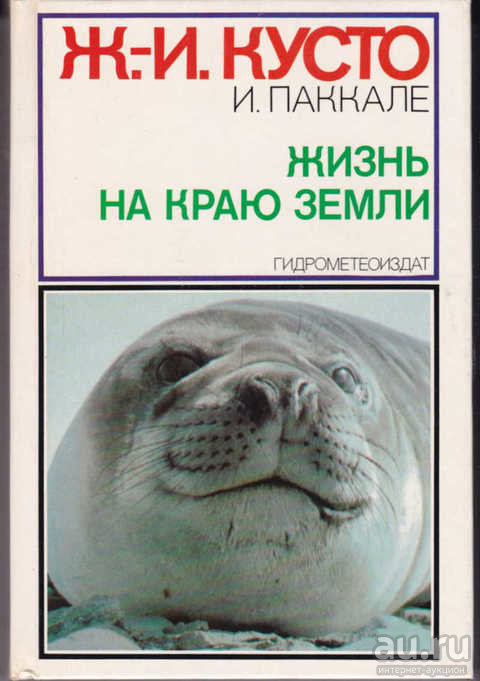 Ж.-И. КУСТО
И. ПАККАЛЕ
ЖИЗНЬ
НА КРАЮ ЗЕМЛИ
ГИДРОМЕТЕОИЗДАТ
au.ru
интернет-аукцион